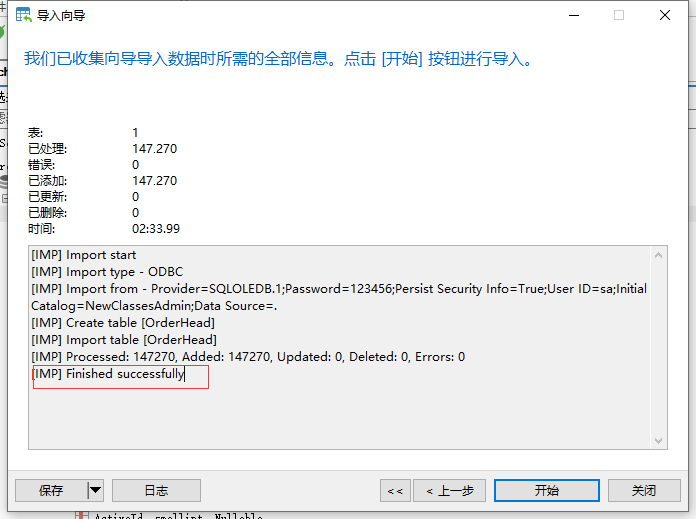 导入向导
我们已收集向导导入数据时所需的全部信息。点击 [开始] 按钮进行导入。
表: 1
已处理: 147.270
错误: 0
已添加: 147.270
已更新: 0
已删除: 0
时间: 02:33.99
[IMP] Import start
[IMP] Import type - ODBC
[IMP] Import from - Provider=SQLOLEDB.1;Password=123456;Persist Security Info=True;User ID=sa;Initial
Catalog=NewClassesAdmin;Data Source=.
[IMP] Create table [OrderHead]
[IMP] Import table [OrderHead]
[IMP] Processed: 147270, Added: 147270, Updated: 0, Deleted: 0, Errors: 0
[IMP] Finished successfully
保存 日志 << < 上一步 开始 关闭